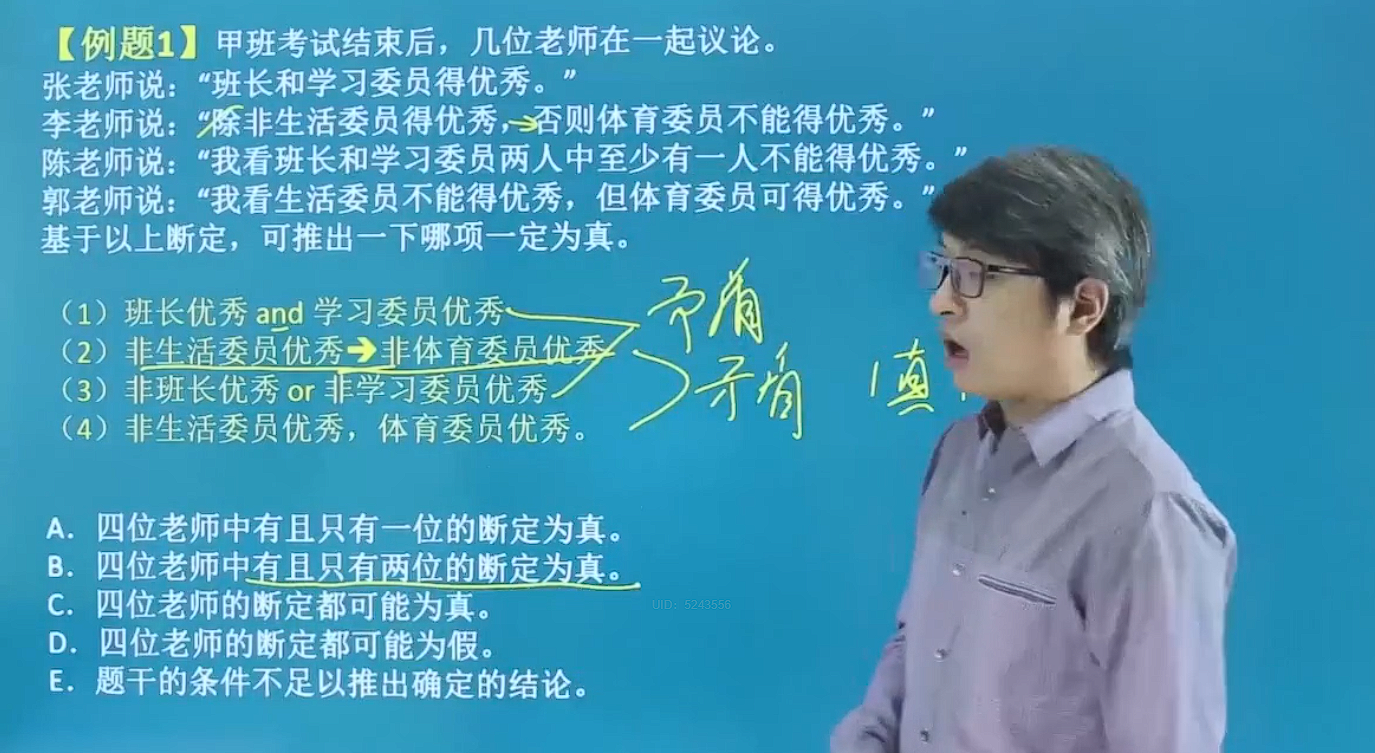 【例题1】甲班考试结束后，几位老师在一起议论。
张老师说：“班长和学习委员得优秀。”
李老师说：“除非生活委员得优秀，→否则体育委员不能得优秀。”
陈老师说：“我看班长和学习委员两人中至少有一人不能得优秀。”
郭老师说：“我看生活委员不能得优秀，但体育委员可得优秀。”
基于以上断定，可推出一下哪项一定为真。
（1）班长优秀 and 学习委员优秀
（2）非生活委员优秀➔非体育委员优秀
（3）非班长优秀 or 非学习委员优秀
（4）非生活委员优秀，体育委员优秀。
矛盾
矛盾
1真
A. 四位老师中有且只有一位的断定为真。
B. 四位老师中有且只有两位的断定为真。
C. 四位老师的断定都可能为真。
D. 四位老师的断定都可能为假。
E. 题干的条件不足以推出确定的结论。
UID：5243556